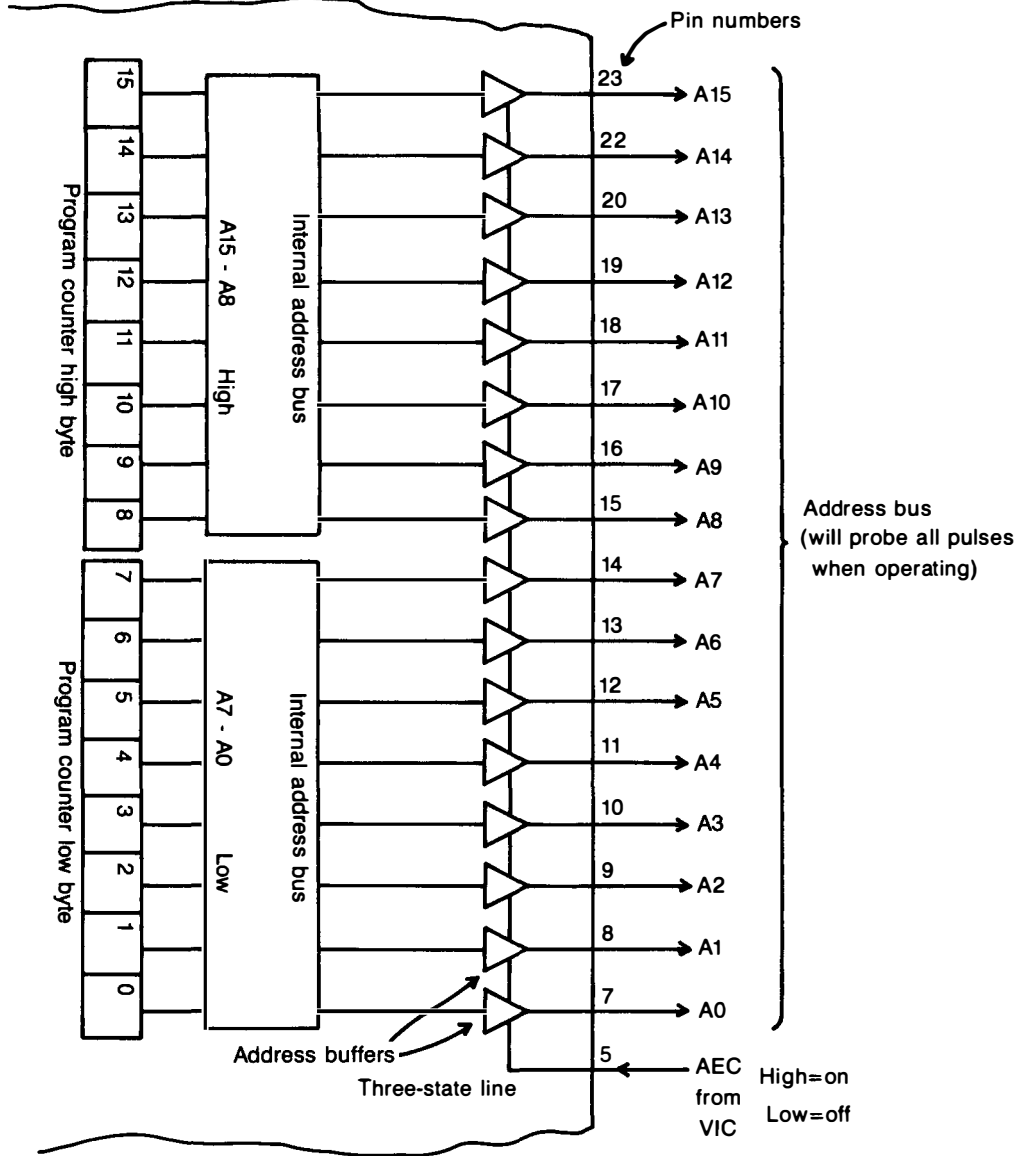 Pin numbers
Program counter high byte
15
14
13
12
11
10
9
8
A15 - A8 High
Internal address bus
23
A15
22
A14
20
A13
19
A12
18
A11
17
A10
16
A9
15
A8
Program counter low byte
7
6
5
4
3
2
1
0
A7 - A0 Low
Internal address bus
14
A7
13
A6
12
A5
11
A4
10
A3
9
A2
8
A1
7
A0
Address bus
(will probe all pulses
when operating)
Address buffers
Three-state line
5
AEC
from
VIC
High=on
Low=off